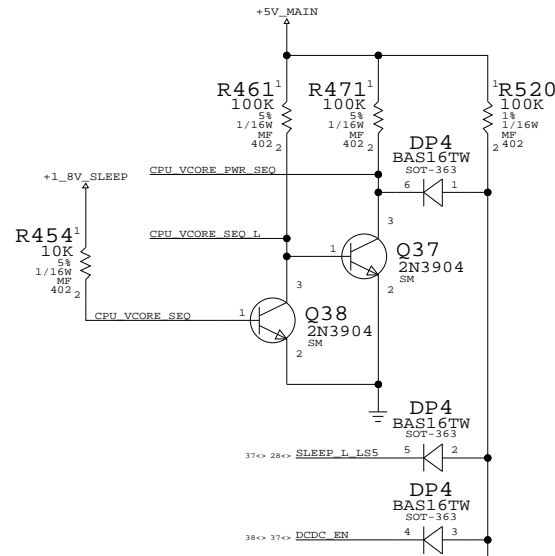 +5V_MAIN
R461 1
100K
5%
1/16W
MF
402 2
R471 1
100K
5%
1/16W
MF
402 2
1 R520
100K
1%
1/16W
MF
2 402
DP4
BAS16TW
SOT-363
6 1
CPU_VCORE_PWR_SEQ
+1_8V_SLEEP
CPU_VCORE_SEQ_L
R454 1
10K
5%
1/16W
MF
402 2
1
3
Q37
2N3904
SM
2
CPU_VCORE_SEQ
1
3
Q38
2N3904
SM
2
DP4
BAS16TW
SOT-363
37<> 28<> SLEEP_L_LS5 5 2
DP4
BAS16TW
SOT-363
38<> 37<> DCDC_EN 4 3